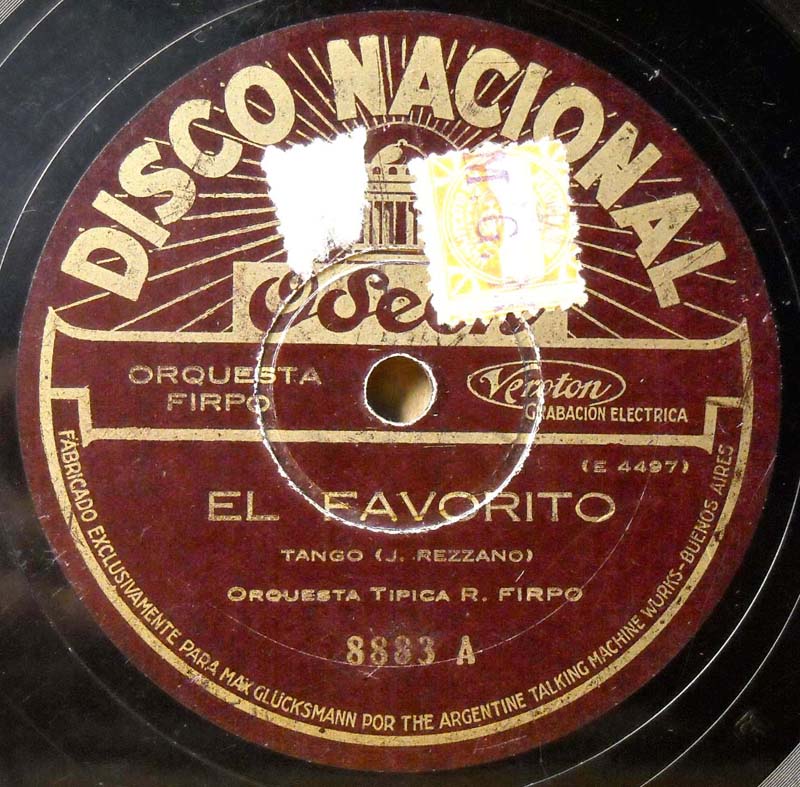 DISCO NACIONAL
Odeon
ORQUESTA
FIRPO
Veroton
GRABACIÓN ELECTRICA
(E 4497)
EL FAVORITO
TANGO (J. REZZANO)
ORQUESTA TIPICA R. FIRPO
8883 A
FABRICADO EXCLUSIVAMENTE PARA MAX GLÜCKSMANN POR THE ARGENTINE TALKING MACHINE WORKS-BUENOS AIRES